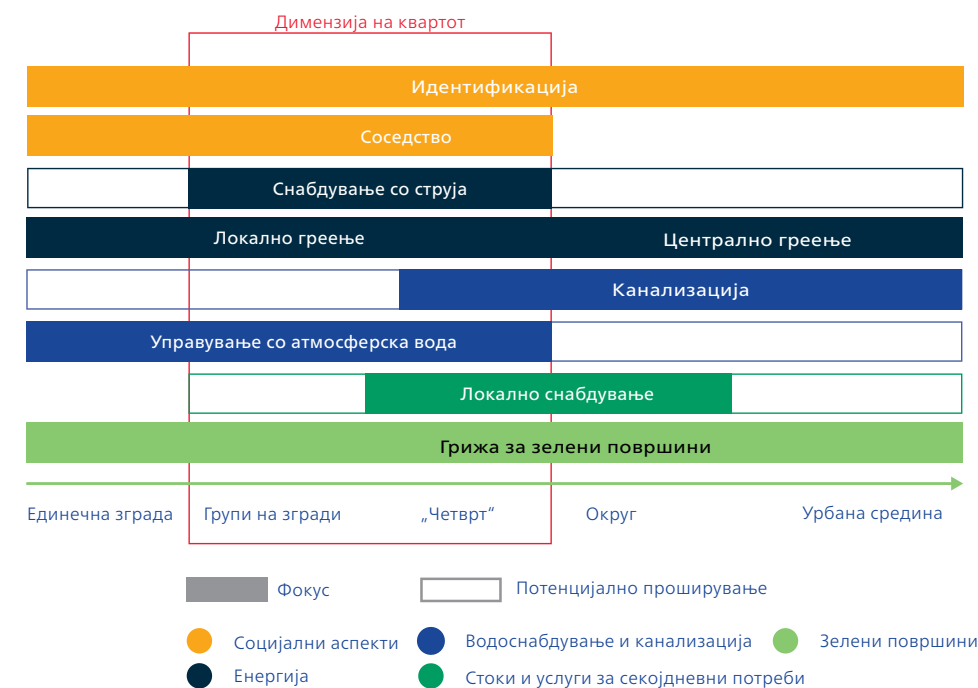 Димензија на квартот
Идентификација
Соседство
Снабдување со струја
Локално греење Централно греење
Канализација
Управување со атмосферска вода
Локално снабдување
Грижа за зелени површини
Единечна зграда Групи на згради „Четврт“ Округ Урбана средина
Фокус Потенцијално проширување
Социјални аспекти Водоснабдување и канализација Зелени површини
Енергија Стоки и услуги за секојдневни потреби